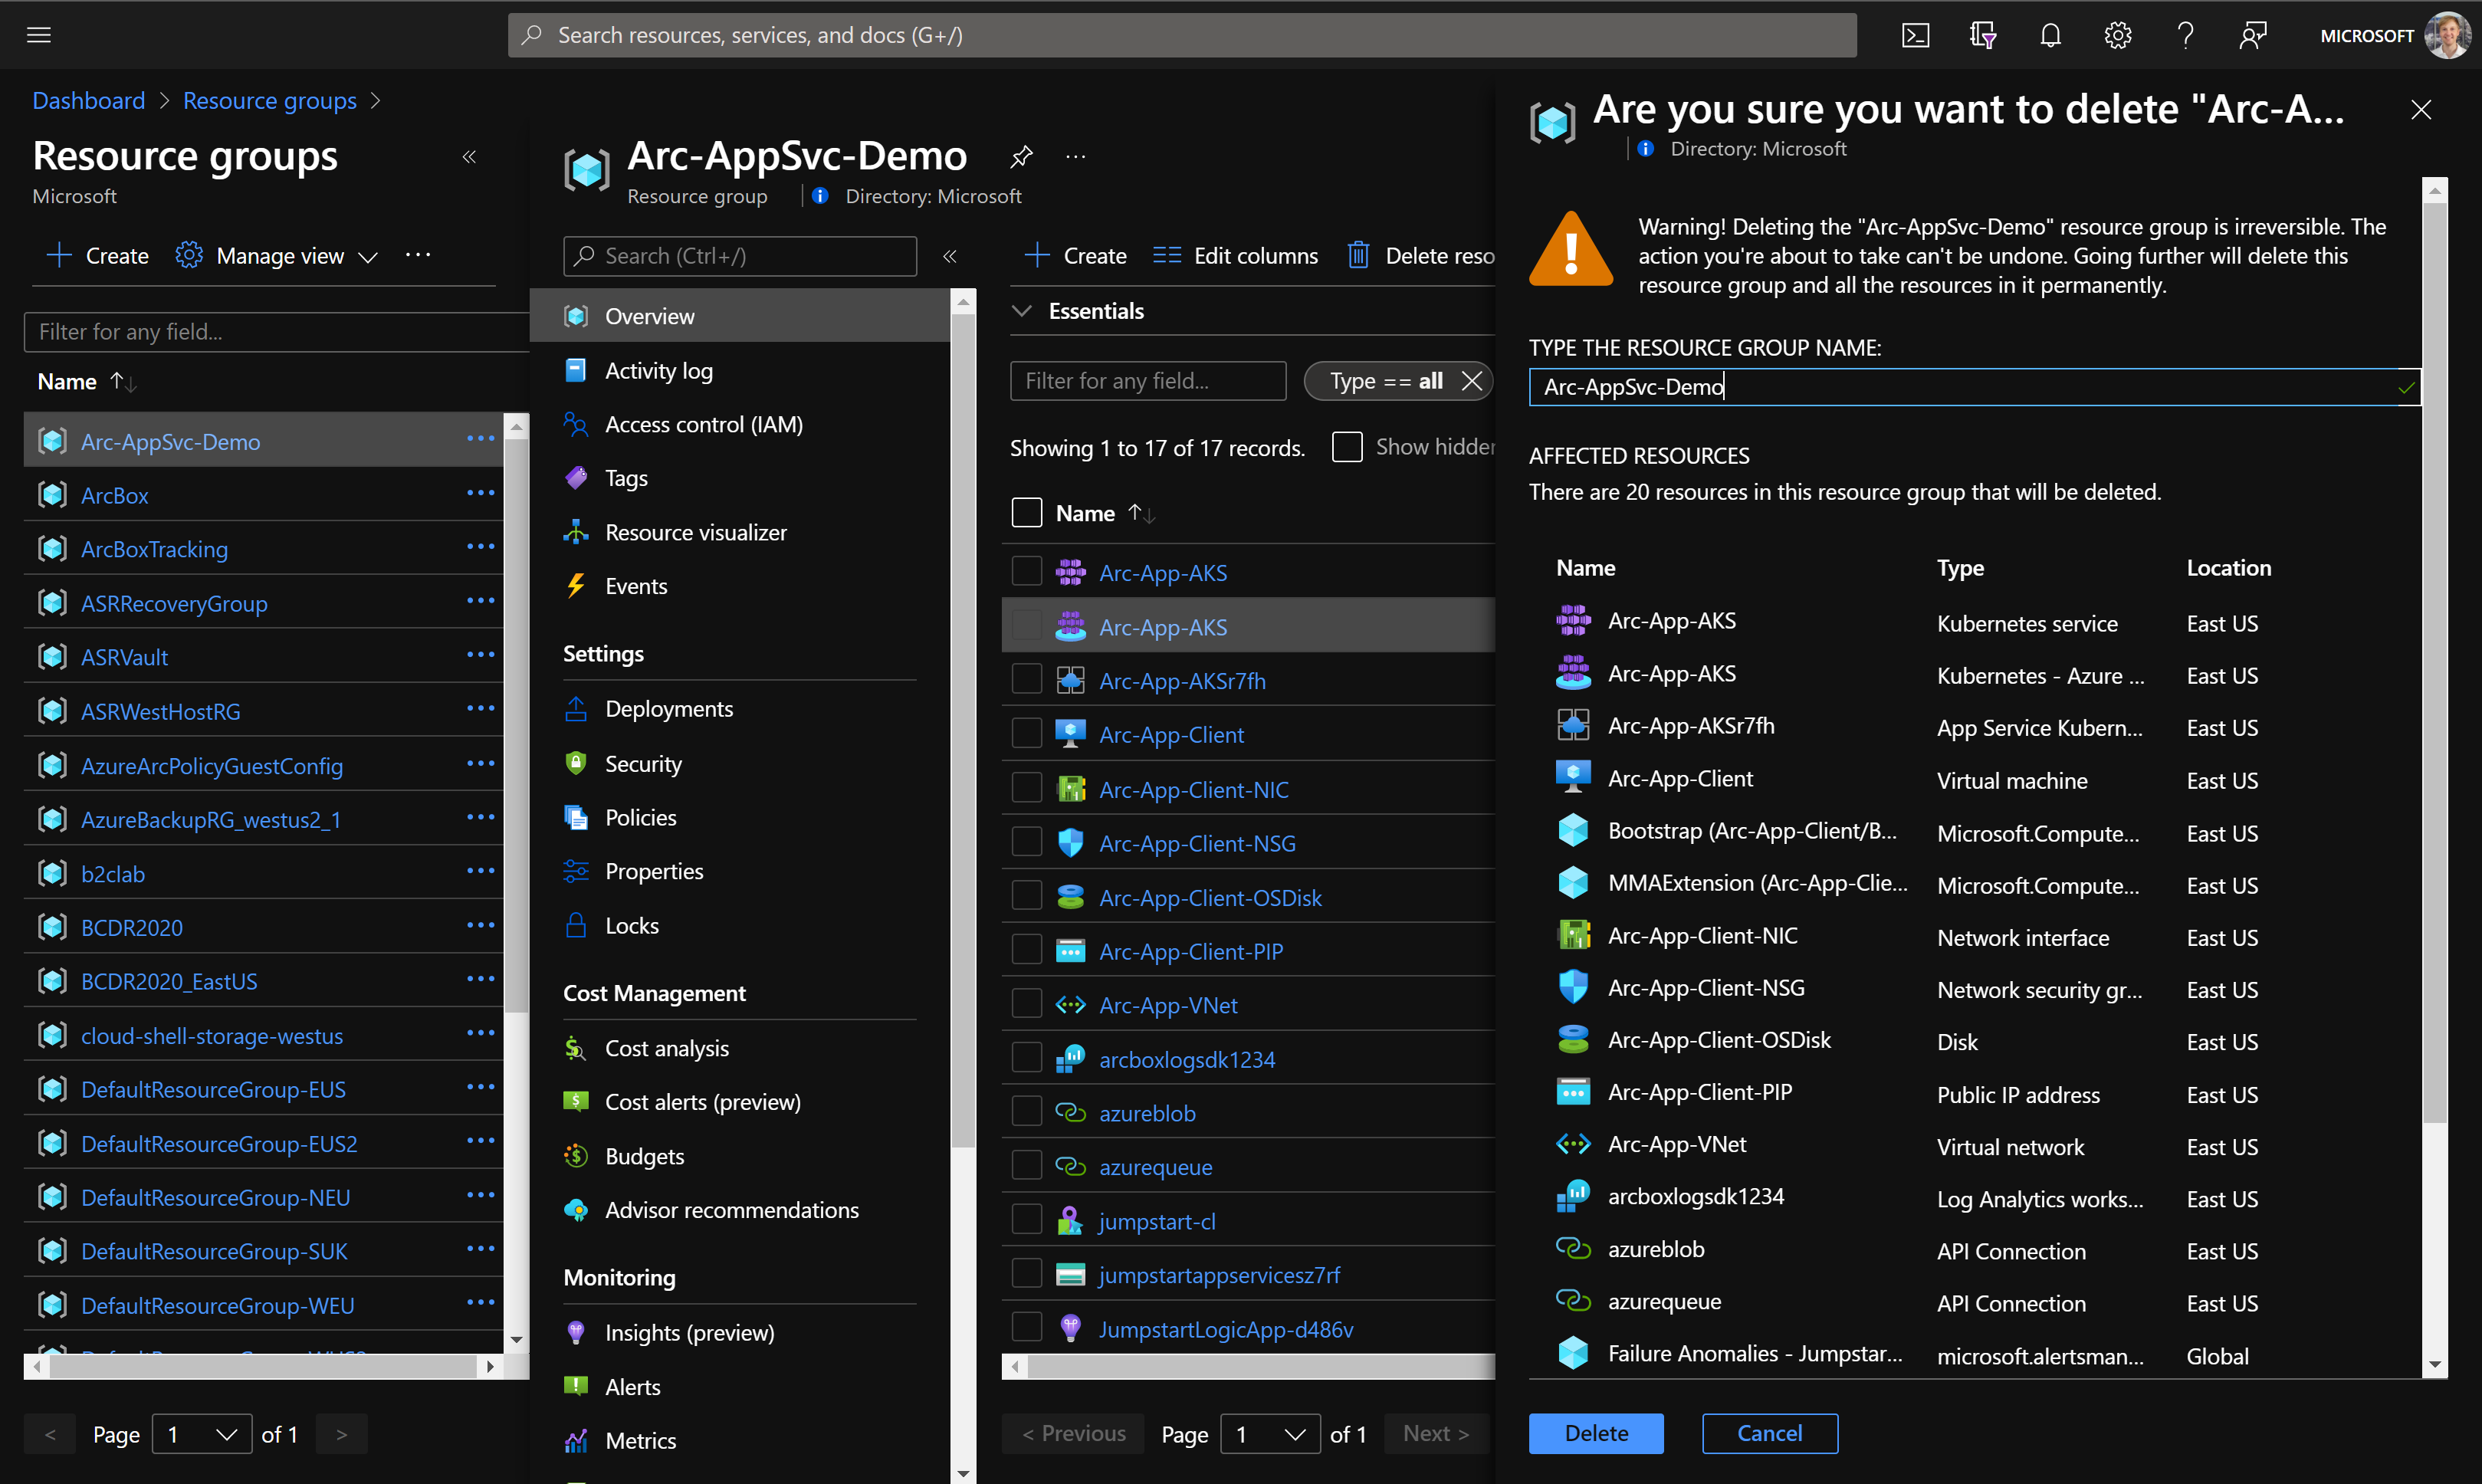 Search resources, services, and docs (G+/)
MICROSOFT
Dashboard > Resource groups >
Resource groups
Microsoft
Create
Manage view
Filter for any field...
Name
Arc-AppSvc-Demo
ArcBox
ArcBoxTracking
ASRRecoveryGroup
ASRVault
ASRWestHostRG
AzureArcPolicyGuestConfig
AzureBackupRG_westus2_1
b2clab
BCDR2020
BCDR2020_EastUS
cloud-shell-storage-westus
DefaultResourceGroup-EUS
DefaultResourceGroup-EUS2
DefaultResourceGroup-NEU
DefaultResourceGroup-SUK
DefaultResourceGroup-WEU
< Page 1 of 1 >
Arc-AppSvc-Demo
Resource group
Directory: Microsoft
Search (Ctrl+/)
Overview
Activity log
Access control (IAM)
Tags
Resource visualizer
Events
Settings
Deployments
Security
Policies
Properties
Locks
Cost Management
Cost analysis
Cost alerts (preview)
Budgets
Advisor recommendations
Monitoring
Insights (preview)
Alerts
Metrics
Create
Edit columns
Delete reso
Essentials
Filter for any field...
Type == all
Showing 1 to 17 of 17 records.
Show hidden
Name
Arc-App-AKS
Arc-App-AKS
Arc-App-AKSr7fh
Arc-App-Client
Arc-App-Client-NIC
Arc-App-Client-NSG
Arc-App-Client-OSDisk
Arc-App-Client-PIP
Arc-App-VNet
arcboxlogsdk1234
azureblob
azurequeue
jumpstart-cl
jumpstartappservicesz7rf
JumpstartLogicApp-d486v
< Previous Page 1 of 1 Next >
Are you sure you want to delete "Arc-A...
Directory: Microsoft
Warning! Deleting the "Arc-AppSvc-Demo" resource group is irreversible. The
action you're about to take can't be undone. Going further will delete this
resource group and all the resources in it permanently.
TYPE THE RESOURCE GROUP NAME:
Arc-AppSvc-Demo
AFFECTED RESOURCES
There are 20 resources in this resource group that will be deleted.
Name Type Location
Arc-App-AKS Kubernetes service East US
Arc-App-AKS Kubernetes - Azure ... East US
Arc-App-AKSr7fh App Service Kubern... East US
Arc-App-Client Virtual machine East US
Bootstrap (Arc-App-Client/B... Microsoft.Compute... East US
MMAExtension (Arc-App-Clie... Microsoft.Compute... East US
Arc-App-Client-NIC Network interface East US
Arc-App-Client-NSG Network security gr... East US
Arc-App-Client-OSDisk Disk East US
Arc-App-Client-PIP Public IP address East US
Arc-App-VNet Virtual network East US
arcboxlogsdk1234 Log Analytics works... East US
azureblob API Connection East US
azurequeue API Connection East US
Failure Anomalies - Jumpstar... microsoft.alertsman... Global
Delete
Cancel